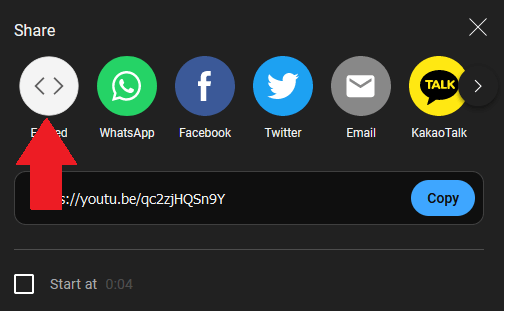 Share
WhatsApp Facebook Twitter Email KakaoTalk
TALK
s://youtu.be/qc2zjHQSn9Y Copy
Start at 0:04